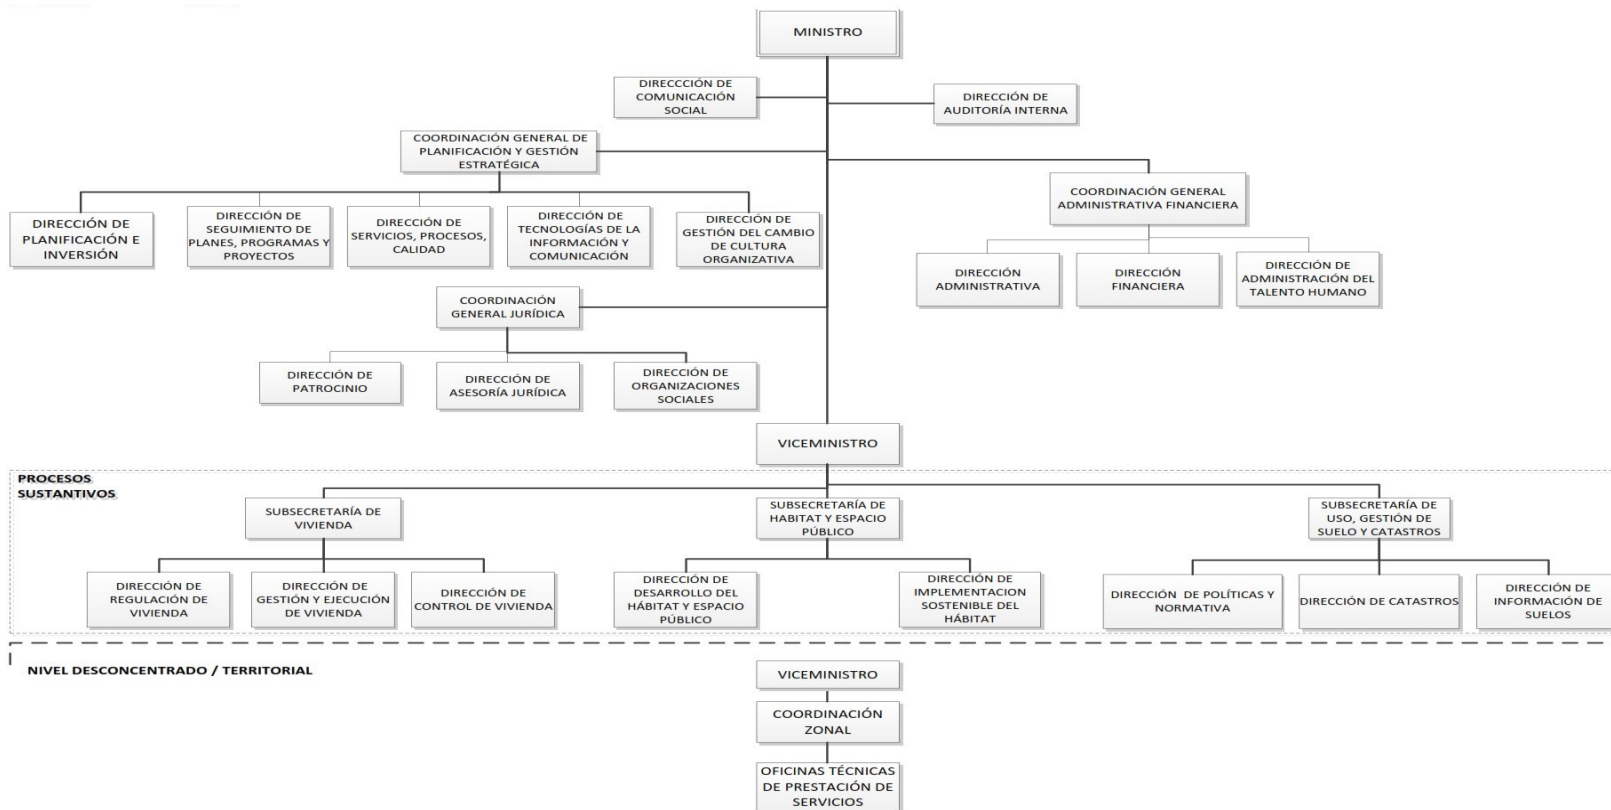 MINISTRO
DIRECCCIÓN DE
COMUNICACIÓN
SOCIAL
DIRECCIÓN DE
AUDITORÍA INTERNA
COORDINACIÓN GENERAL DE
PLANIFICACIÓN Y GESTIÓN
ESTRATÉGICA
COORDINACIÓN GENERAL
ADMINISTRATIVA FINANCIERA
DIRECCIÓN DE
PLANIFICACIÓN E
INVERSIÓN
DIRECCIÓN DE
SEGUIMIENTO DE
PLANES, PROGRAMAS Y
PROYECTOS
DIRECCIÓN DE
SERVICIOS, PROCESOS,
CALIDAD
DIRECCIÓN DE
TECNOLOGÍAS DE LA
INFORMACIÓN Y
COMUNICACIÓN
DIRECCIÓN DE
GESTIÓN DEL CAMBIO
DE CULTURA
ORGANIZATIVA
DIRECCIÓN
ADMINISTRATIVA
DIRECCIÓN
FINANCIERA
DIRECCIÓN DE
ADMINISTRACIÓN DEL
TALENTO HUMANO
COORDINACIÓN
GENERAL JURÍDICA
DIRECCIÓN DE
PATROCINIO
DIRECCIÓN DE
ASESORÍA JURÍDICA
DIRECCIÓN DE
ORGANIZACIONES
SOCIALES
VICEMINISTRO
PROCESOS
SUSTANTIVOS
SUBSECRETARÍA DE
VIVIENDA
SUBSECRETARÍA DE
HABITAT Y ESPACIO
PÚBLICO
SUBSECRETARÍA DE
USO, GESTIÓN DE
SUELO Y CATASTROS
DIRECCIÓN DE
REGULACIÓN DE
VIVIENDA
DIRECCIÓN DE
GESTIÓN Y EJECUCIÓN
DE VIVIENDA
DIRECCIÓN DE
CONTROL DE VIVIENDA
DIRECCIÓN DE
DESARROLLO DEL
HÁBITAT Y ESPACIO
PÚBLICO
DIRECCIÓN DE
IMPLEMENTACION
SOSTENIBLE DEL
HÁBITAT
DIRECCIÓN DE POLÍTICAS Y
NORMATIVA
DIRECCIÓN DE CATASTROS
DIRECCIÓN DE
INFORMACIÓN DE
SUELOS
NIVEL DESCONCENTRADO / TERRITORIAL
VICEMINISTRO
COORDINACIÓN
ZONAL
OFICINAS TÉCNICAS
DE PRESTACIÓN DE
SERVICIOS